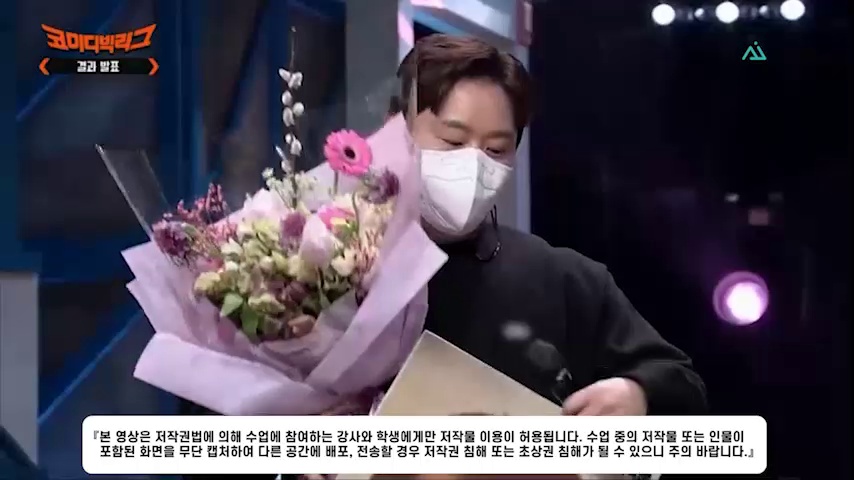 코미디빅리그
결과 발표
『본 영상은 저작권법에 의해 수업에 참여하는 강사와 학생에게만 저작물 이용이 허용됩니다. 수업 중의 저작물 또는 인물이
포함된 화면을 무단 캡처하여 다른 공간에 배포, 전송할 경우 저작권 침해 또는 초상권 침해가 될 수 있으니 주의 바랍니다.』